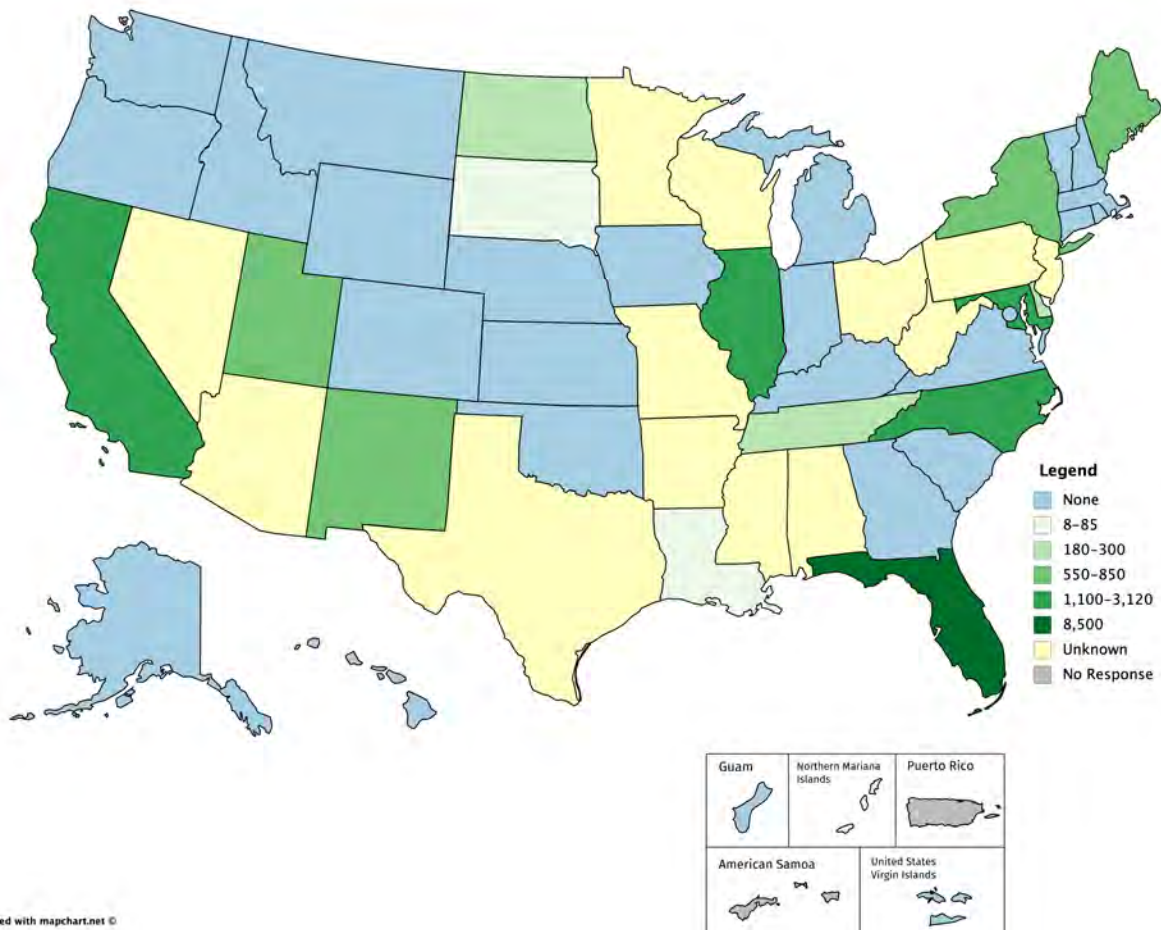 Legend
None
8–85
180–300
550–850
1,100–3,120
8,500
Unknown
No Response
Guam
Northern Mariana
Islands
Puerto Rico
American Samoa
United States
Virgin Islands
ed with mapchart.net ©